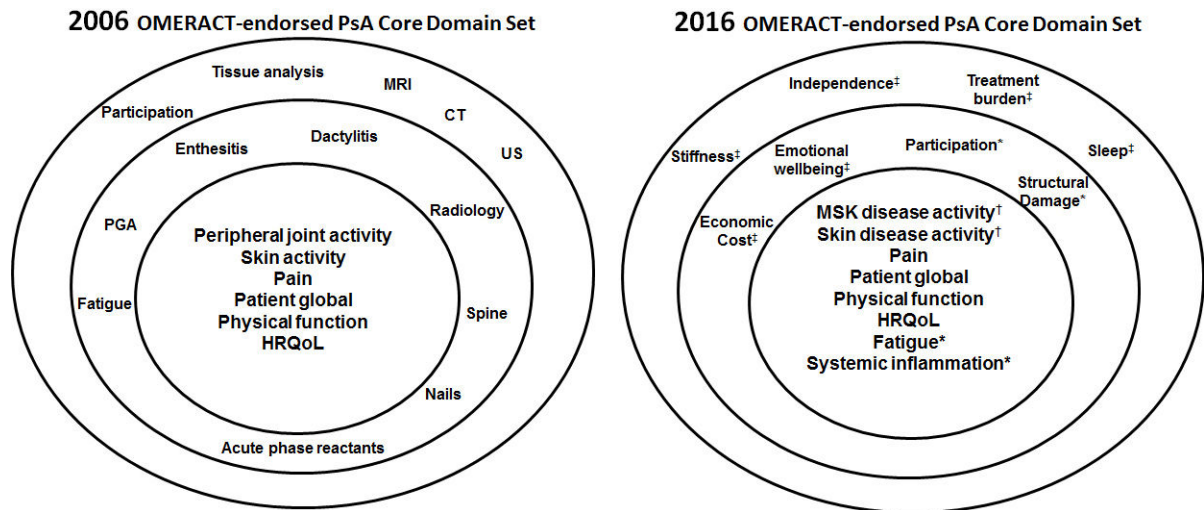 2006 OMERACT-endorsed PsA Core Domain Set
Tissue analysis
MRI
Participation
CT
Dactylitis
Enthesitis
US
Radiology
PGA
Peripheral joint activity
Skin activity
Pain
Patient global
Physical function
HRQoL
Fatigue
Spine
Nails
Acute phase reactants
2016 OMERACT-endorsed PsA Core Domain Set
Independence‡
Treatment
burden‡
Stiffness‡
Emotional
wellbeing‡
Participation*
Sleep‡
Structural
Damage*
Economic
Cost‡
MSK disease activity†
Skin disease activity†
Pain
Patient global
Physical function
HRQoL
Fatigue*
Systemic inflammation*